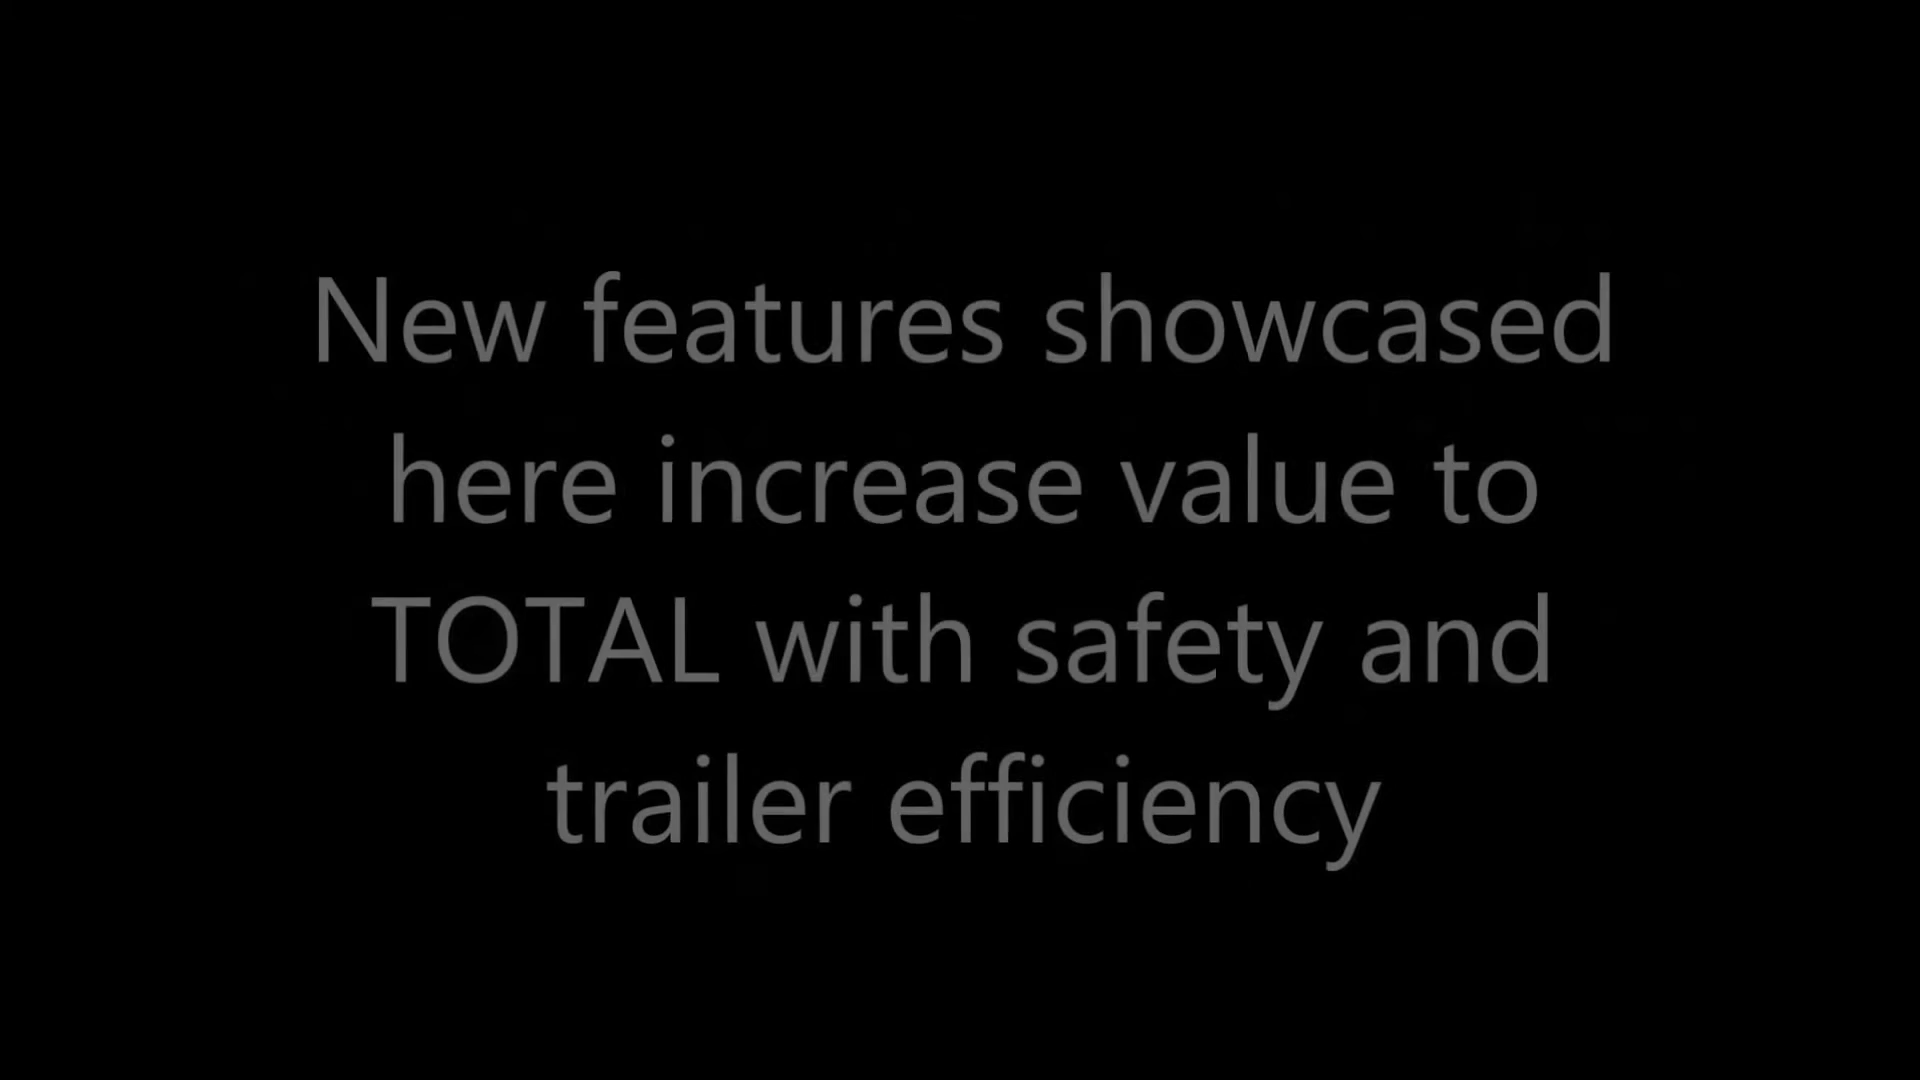 New features showcased
here increase value to
TOTAL with safety and
trailer efficiency